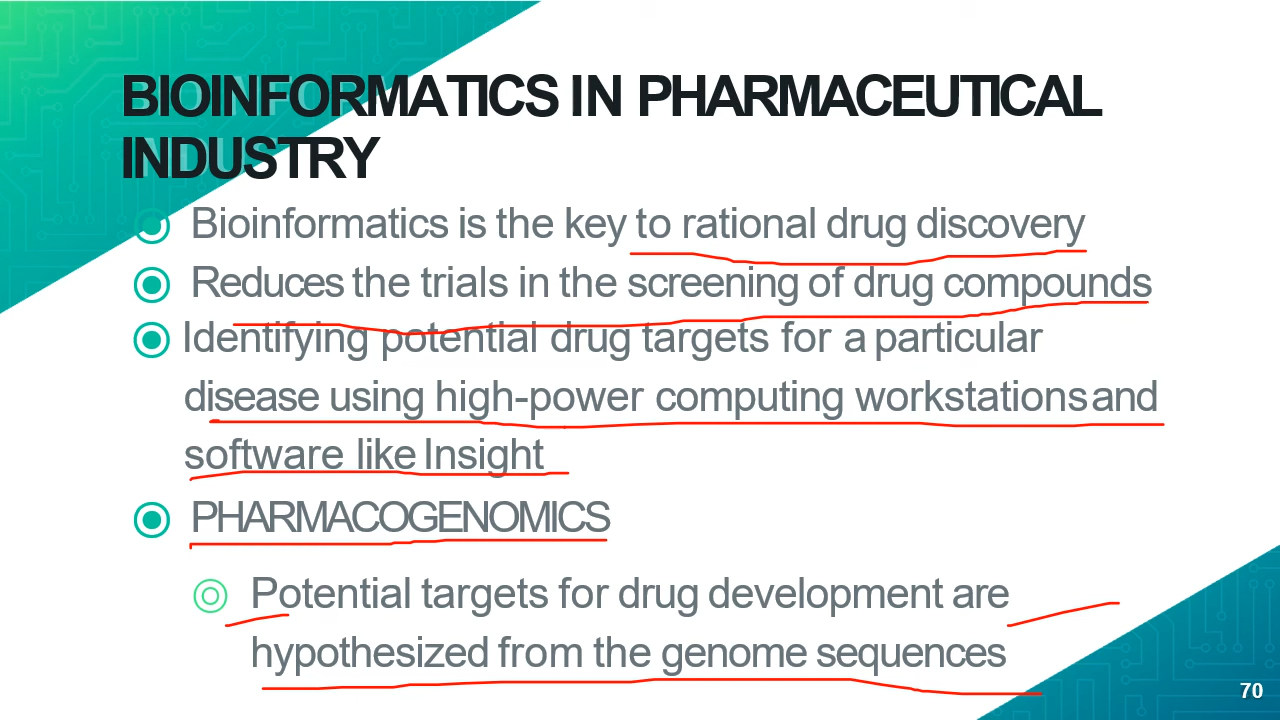 BIOINFORMATICS IN PHARMACEUTICAL
INDUSTRY
Bioinformatics is the key to rational drug discovery
Reduces the trials in the screening of drug compounds
Identifying potential drug targets for a particular
disease using high-power computing workstations and
software like Insight
PHARMACOGENOMICS
Potential targets for drug development are
hypothesized from the genome sequences
70